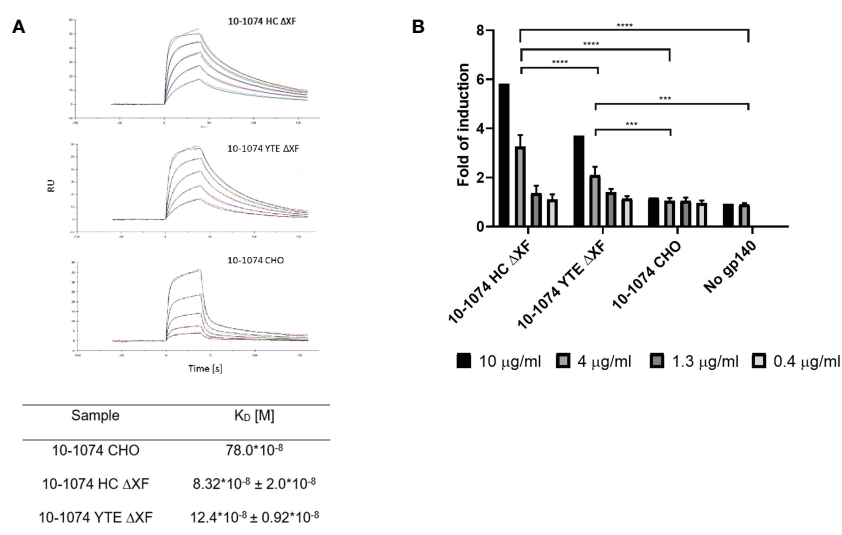 A
10-1074 HC ΔXF
10-1074 YTE ΔXF
RU
10-1074 CHO
Time [s]
Sample K_D [M]
10-1074 CHO 78.0*10⁻⁸
10-1074 HC ΔXF 8.32*10⁻⁸ ± 2.0*10⁻⁸
10-1074 YTE ΔXF 12.4*10⁻⁸ ± 0.92*10⁻⁸
B
Fold of induction
8
6
4
2
0
****
****
****
***
***
10-1074 HC ΔXF
10-1074 YTE ΔXF
10-1074 CHO
No gp140
10 μg/ml 4 μg/ml 1.3 μg/ml 0.4 μg/ml